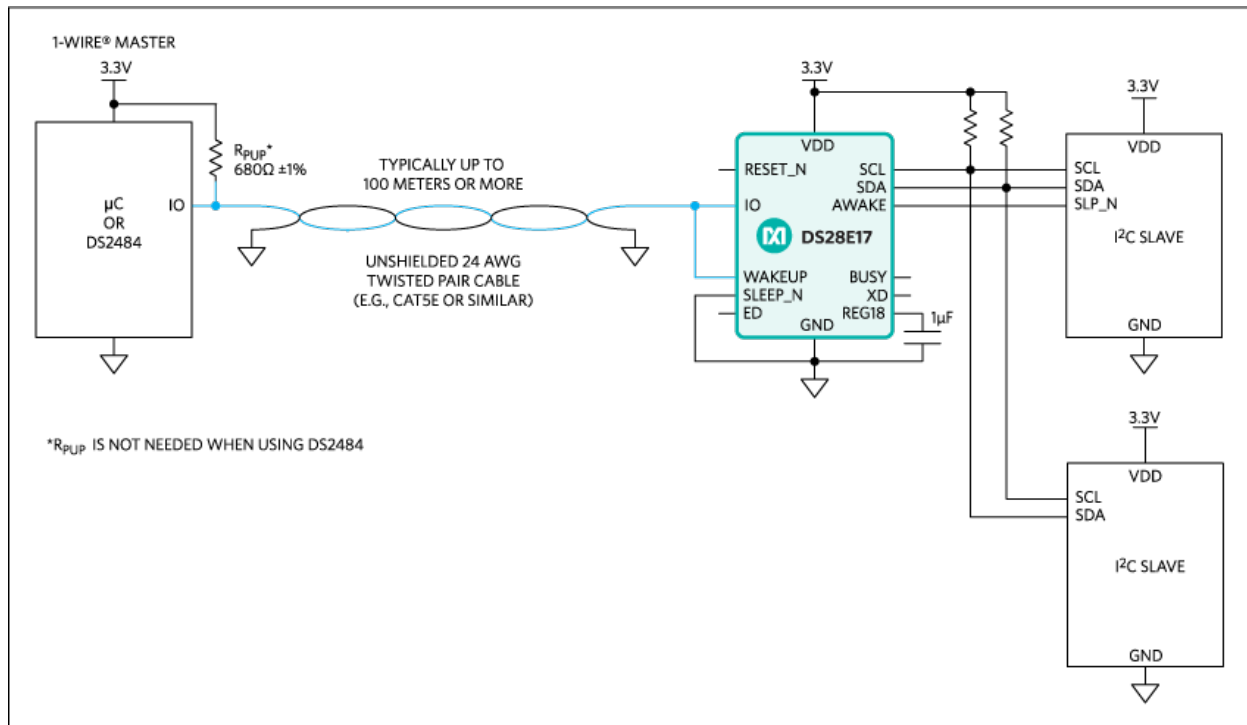 1-WIRE® MASTER
3.3V
RPUP*
680Ω ±1%
µC
OR
DS2484
IO
TYPICALLY UP TO
100 METERS OR MORE
UNSHIELDED 24 AWG
TWISTED PAIR CABLE
(E.G., CAT5E OR SIMILAR)
*RPUP IS NOT NEEDED WHEN USING DS2484
3.3V
VDD
RESET_N
SCL
SDA
IO
AWAKE
DS28E17
WAKEUP
BUSY
SLEEP_N
XD
ED
REG18
GND
1µF
3.3V
VDD
SCL
SDA
SLP_N
I²C SLAVE
GND
3.3V
VDD
SCL
SDA
I²C SLAVE
GND